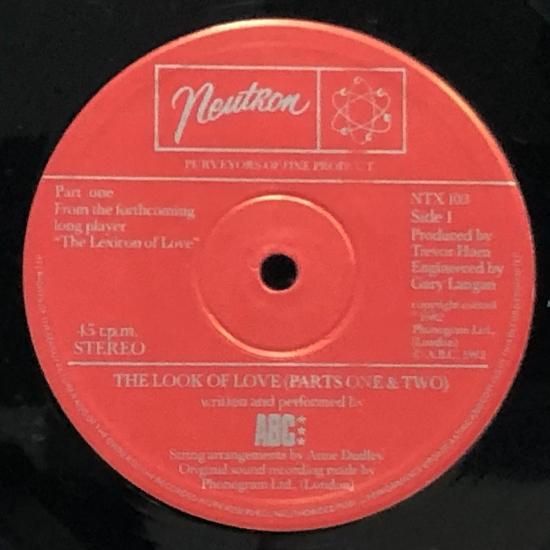 Neutron
PURVEYORS OF FINE PRODUCT
Part one
From the forthcoming
long player
"The Lexicon of Love"
45 r.p.m.
STEREO
NTX 103
Side 1
Produced by
Trevor Horn
Engineered by
Gary Langan
copyright control
1982
Phonogram Ltd.,
(London)
© A.B.C. 1982
THE LOOK OF LOVE (PARTS ONE & TWO)
written and performed by
ABC
String arrangements by Anne Dudley
Original sound recording made by
Phonogram Ltd., (London)